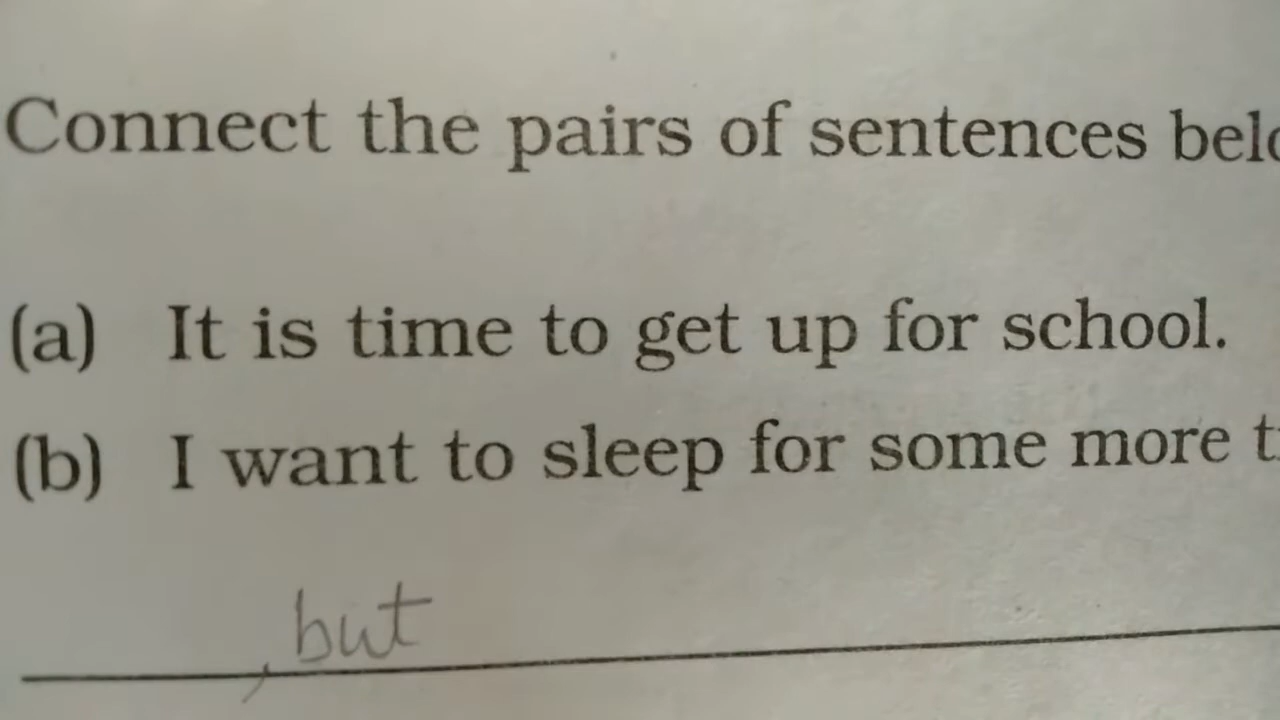 Connect the pairs of sentences
(a) It is time to get up for school.
(b) I want to sleep for some more
, but